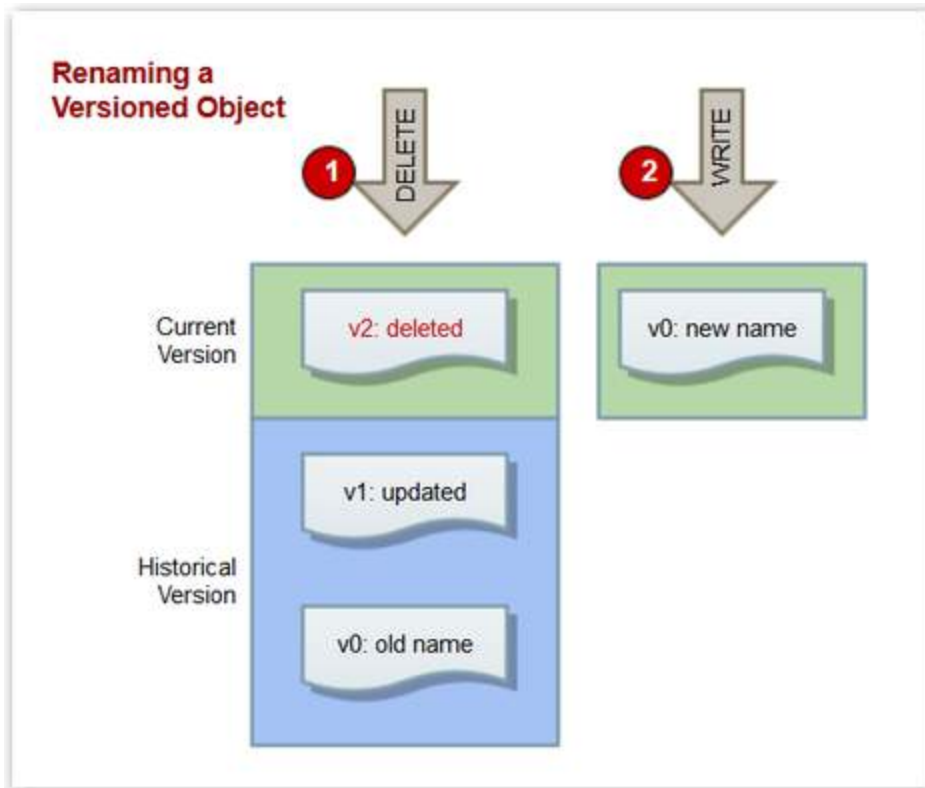 Renaming a
Versioned Object
1
DELETE
2
WRITE
Current
Version
v2: deleted
v0: new name
v1: updated
Historical
Version
v0: old name